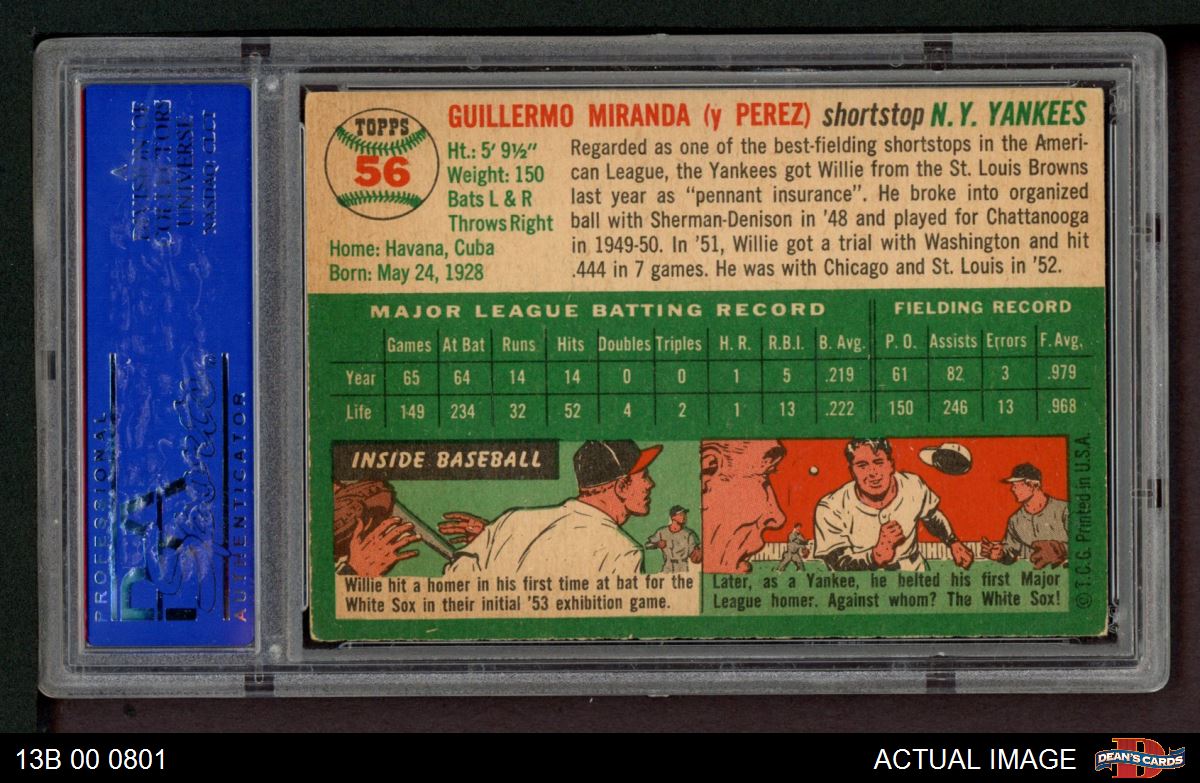 TOPPS
56
GUILLERMO MIRANDA (y PEREZ) shortstop N.Y. YANKEES
Ht.: 5' 9½"
Weight: 150
Bats L & R
Throws Right
Home: Havana, Cuba
Born: May 24, 1928
Regarded as one of the best-fielding shortstops in the Ameri-
can League, the Yankees got Willie from the St. Louis Browns
last year as "pennant insurance". He broke into organized
ball with Sherman-Denison in '48 and played for Chattanooga
in 1949-50. In '51, Willie got a trial with Washington and hit
.444 in 7 games. He was with Chicago and St. Louis in '52.
MAJOR LEAGUE BATTING RECORD FIELDING RECORD
Games At Bat Runs Hits Doubles Triples H. R. R.B.I. B. Avg. P. O. Assists Errors F. Avg.
Year 65 64 14 14 0 0 1 5 .219 61 82 3 .979
Life 149 234 32 52 4 2 1 13 .222 150 246 13 .968
INSIDE BASEBALL
Willie hit a homer in his first time at bat for the
White Sox in their initial '53 exhibition game.
Later, as a Yankee, he belted his first Major
League homer. Against whom? The White Sox!
© T.C.G. Printed in U.S.A.
A DIVISION OF
COLLECTORS
UNIVERSE
NASDAQ: CLCT
PROFESSIONAL
PSA
AUTHENTICATOR
13B 00 0801
ACTUAL IMAGE
DEAN'S CARDS